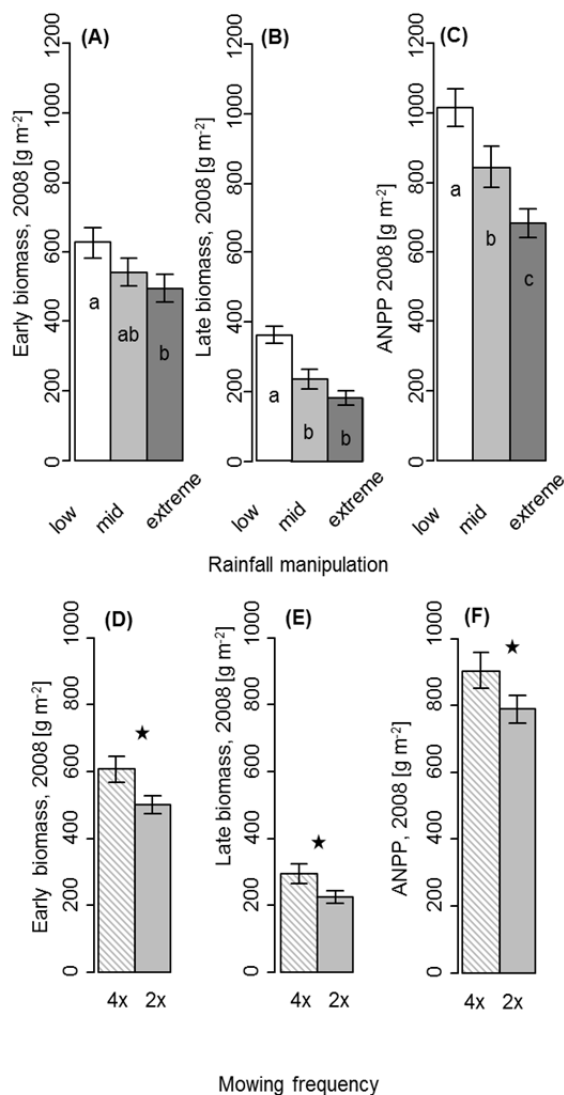 (A)
(B)
(C)
Early biomass, 2008 [g m-2]
0
200
400
600
800
1000
1200
a
ab
b
low
mid
extreme
Late biomass, 2008 [g m-2]
0
200
400
600
800
1000
1200
a
b
b
low
mid
extreme
ANPP 2008 [g m-2]
0
200
400
600
800
1000
1200
a
b
c
low
mid
extreme
Rainfall manipulation
(D)
(E)
(F)
Early biomass, 2008 [g m-2]
0
200
400
600
800
1000
★
4x 2x
Late biomass, 2008 [g m-2]
0
200
400
600
800
1000
★
4x 2x
ANPP, 2008 [g m-2]
0
200
400
600
800
1000
★
4x 2x
Mowing frequency